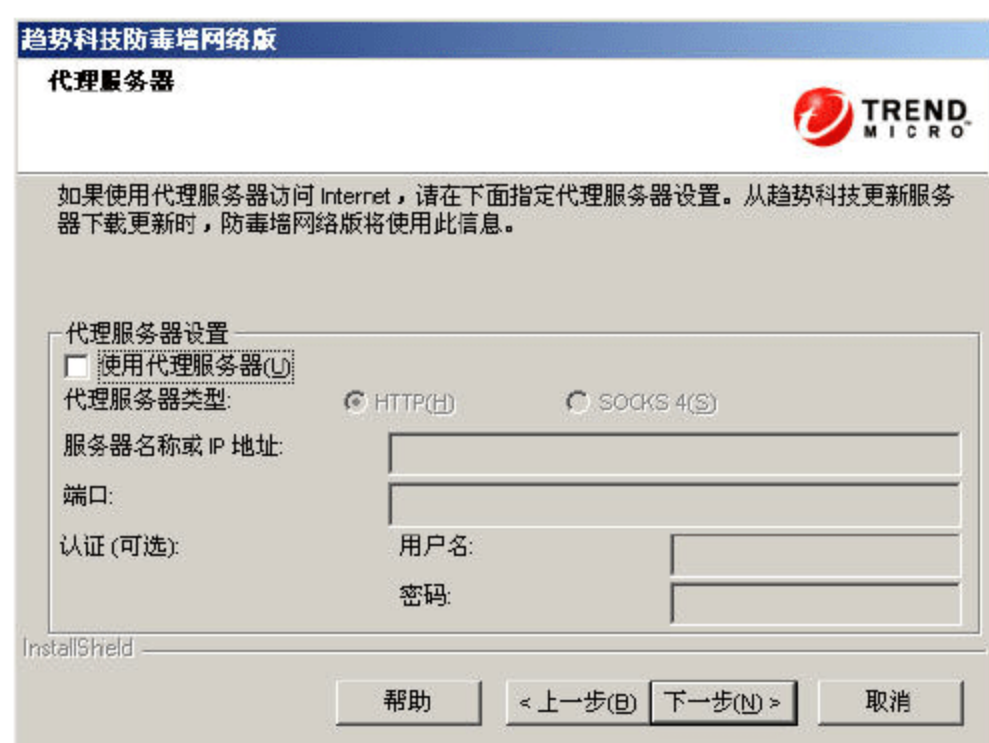 趋势科技防毒墙网络版
代理服务器
TREND
MICRO
如果使用代理服务器访问 Internet，请在下面指定代理服务器设置。从趋势科技更新服务
器下载更新时，防毒墙网络版将使用此信息。
代理服务器设置
使用代理服务器(U)
代理服务器类型: HTTP(H) SOCKS 4(S)
服务器名称或 IP 地址:
端口:
认证 (可选): 用户名:
密码:
InstallShield
帮助 < 上一步(B) 下一步(N) > 取消